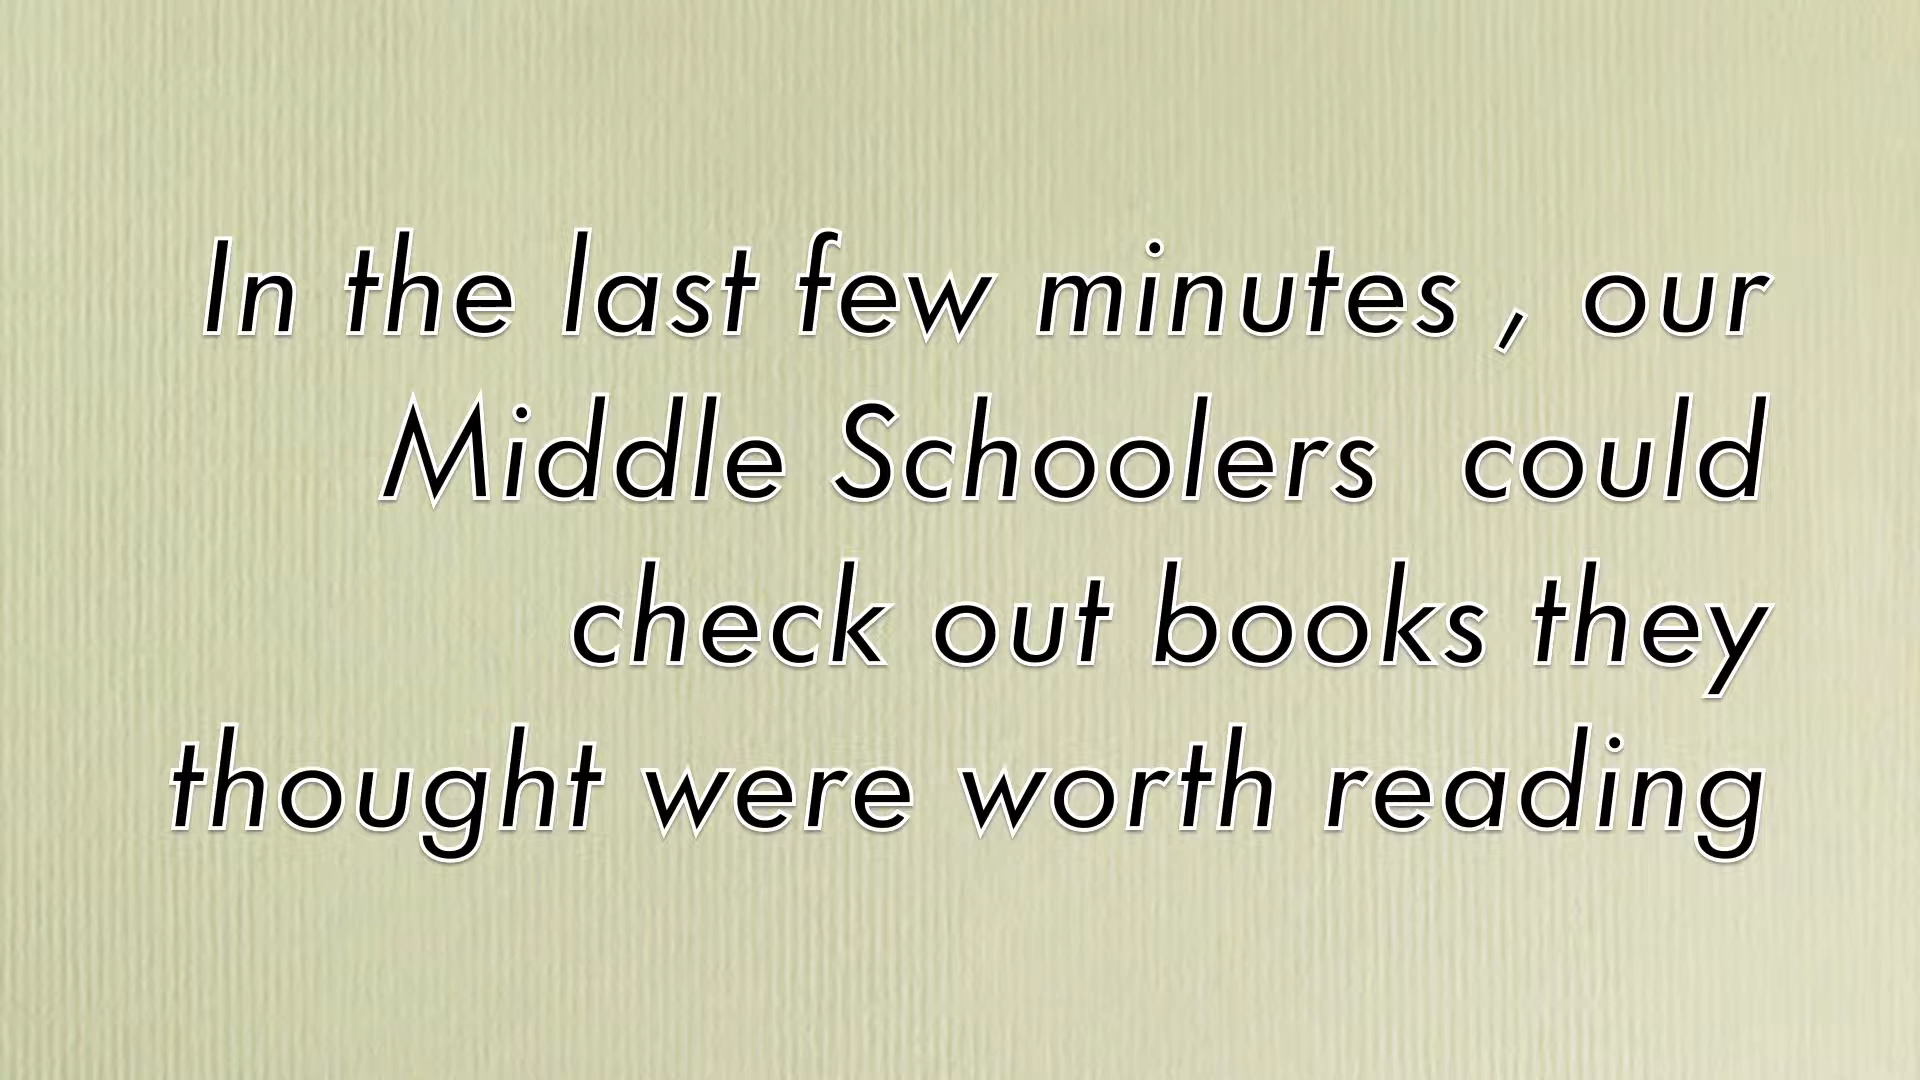 In the last few minutes , our
Middle Schoolers  could
check out books they
thought were worth reading